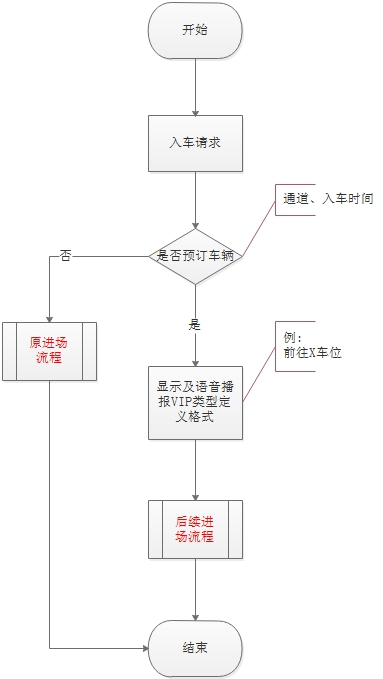 开始
入车请求
通道、入车时间
是否预订车辆
否
是
原进场
流程
例:
前往X车位
显示及语音播
报VIP类型定
义格式
后续进
场流程
结束